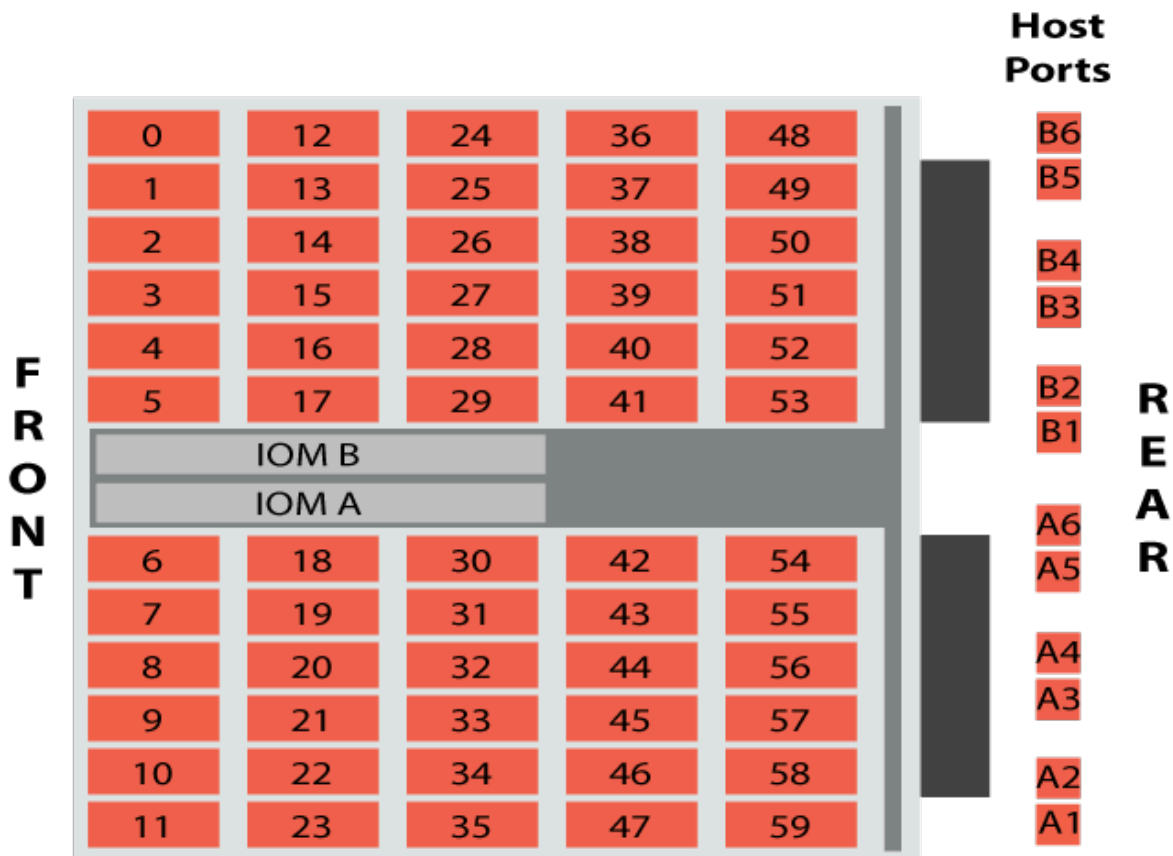 Host
Ports
0 12 24 36 48 B6
1 13 25 37 49 B5
2 14 26 38 50 B4
3 15 27 39 51 B3
4 16 28 40 52
5 17 29 41 53 B2
IOM B B1
IOM A A6
6 18 30 42 54 A5
7 19 31 43 55
8 20 32 44 56 A4
9 21 33 45 57 A3
10 22 34 46 58 A2
11 23 35 47 59 A1
FRONT
REAR